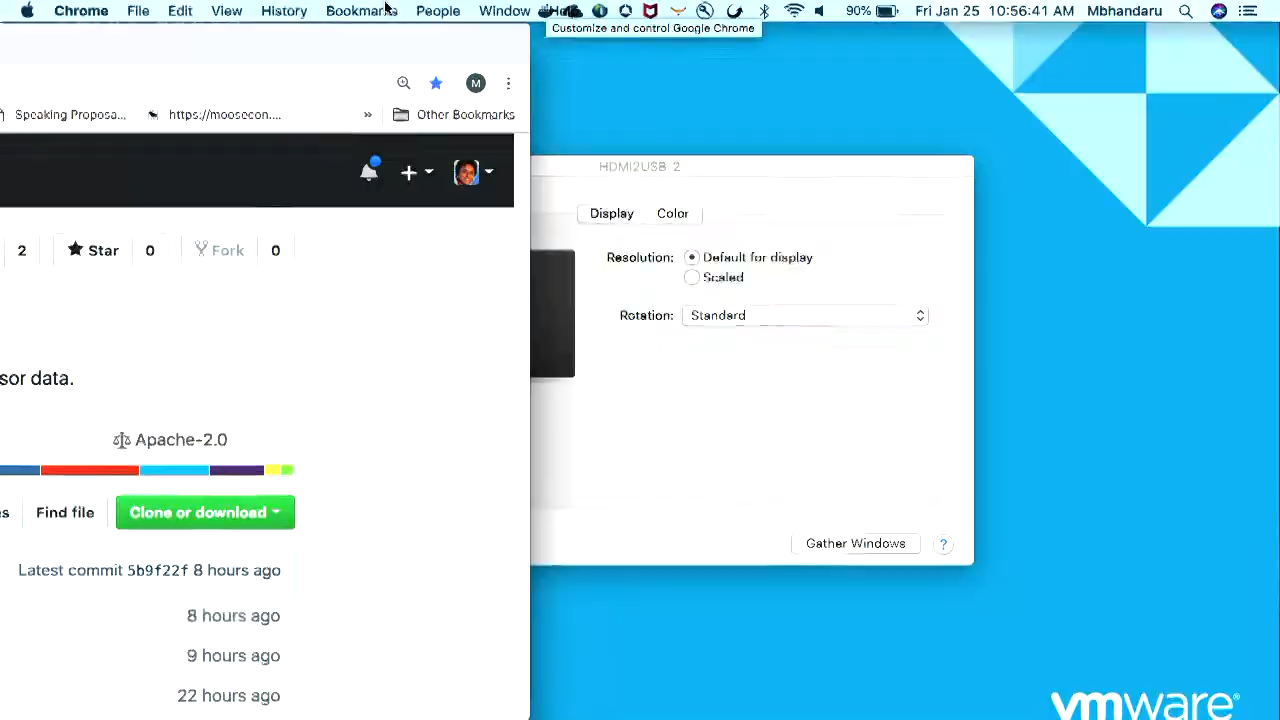 Chrome File Edit View History Bookmarks People Window Help 90% Fri Jan 25 10:56:41 AM Mbhandaru
Customize and control Google Chrome
M
Speaking Proposa... https://moosecon.... » Other Bookmarks
HDMI2USB 2
Display Color
2 Star 0 Fork 0
Resolution: Default for display
Scaled
Rotation: Standard
sor data.
Apache-2.0
es Find file Clone or download
Gather Windows ?
Latest commit 5b9f22f 8 hours ago
8 hours ago
9 hours ago
22 hours ago
vmware®